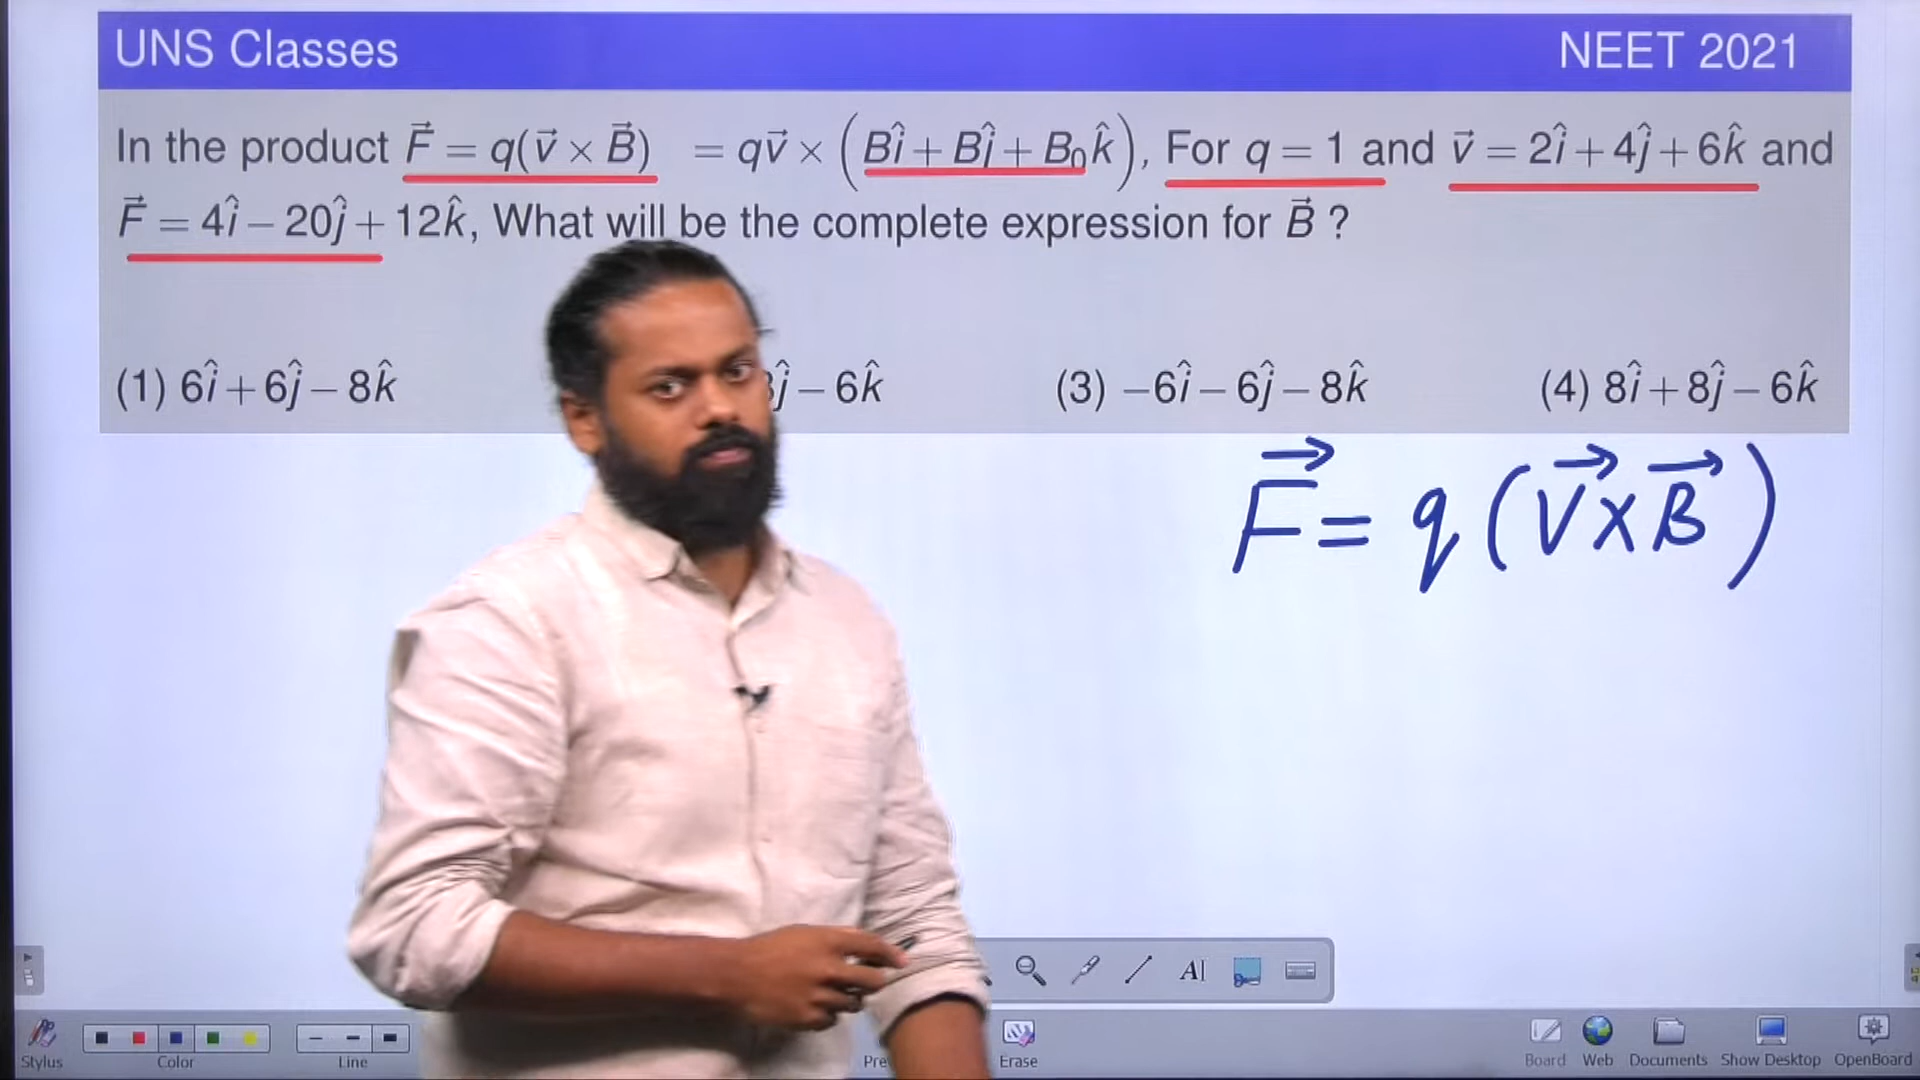 UNS Classes NEET 2021
In the product F⃗ = q(v⃗ × B⃗) = qv⃗ × (Bî + Bĵ + B₀k̂), For q = 1 and v⃗ = 2î + 4ĵ + 6k̂ and
F⃗ = 4î − 20ĵ + 12k̂, What will be the complete expression for B⃗ ?
(1) 6î + 6ĵ − 8k̂ ĵ − 6k̂ (3) −6î − 6ĵ − 8k̂ (4) 8î + 8ĵ − 6k̂
F⃗ = q(v⃗ × B⃗)
AI
Stylus Color Line Erase Board Web Documents Show Desktop OpenBoard